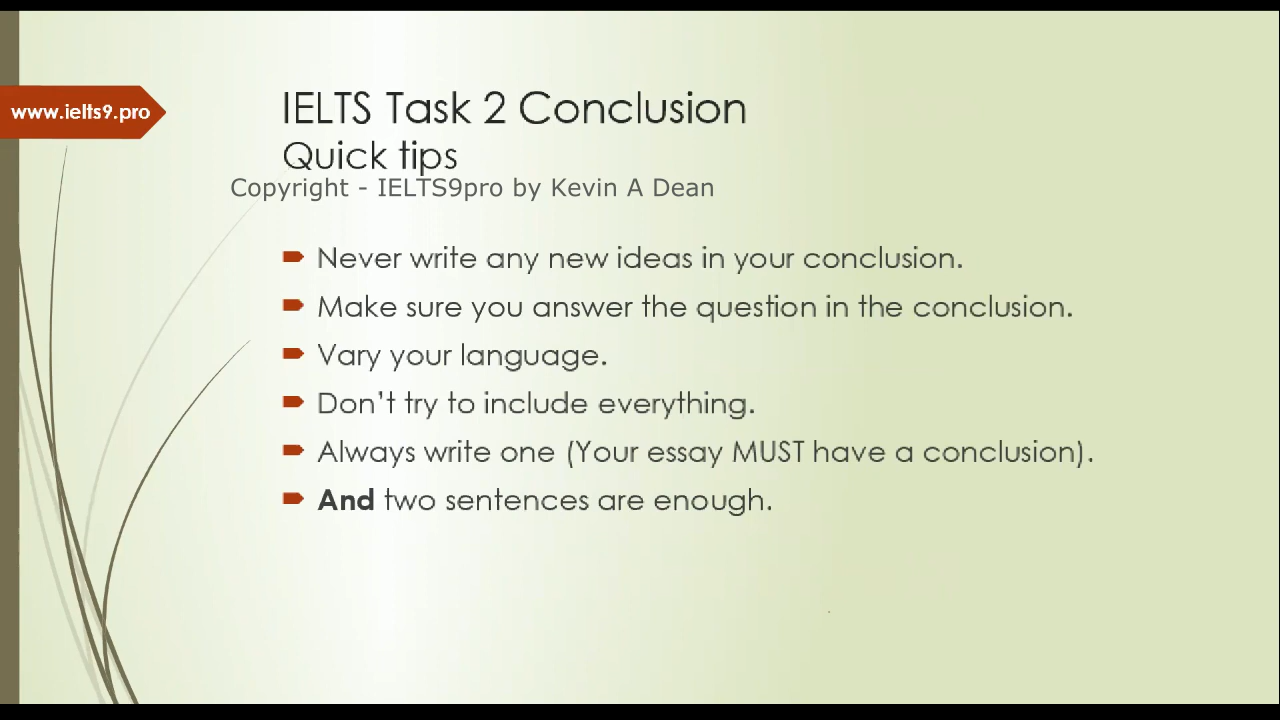 www.ielts9.pro
IELTS Task 2 Conclusion
Quick tips
Copyright - IELTS9pro by Kevin A Dean
Never write any new ideas in your conclusion.
Make sure you answer the question in the conclusion.
Vary your language.
Don’t try to include everything.
Always write one (Your essay MUST have a conclusion).
And two sentences are enough.